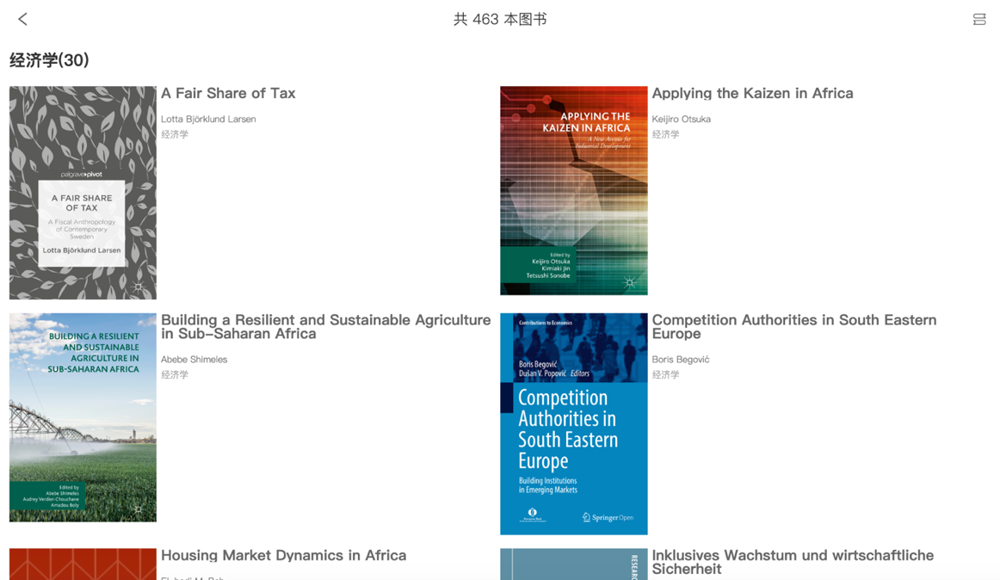 共 463 本图书
经济学(30)
A Fair Share of Tax
Lotta Björklund Larsen
经济学
palgrave pivot
A FAIR SHARE
OF TAX
A Fiscal Anthropology
of Contemporary
Sweden
Lotta Björklund Larsen
Applying the Kaizen in Africa
Keijiro Otsuka
经济学
APPLYING THE
KAIZEN IN AFRICA
A New Avenue for
Industrial Development
Edited by
Keijiro Otsuka
Kimiaki Jin
Tetsushi Sonobe
Building a Resilient and Sustainable Agriculture
in Sub-Saharan Africa
Abebe Shimeles
经济学
BUILDING A RESILIENT
AND SUSTAINABLE
AGRICULTURE IN
SUB-SAHARAN AFRICA
Edited by
Abebe Shimeles
Audrey Verdier-Chouchane
Amadou Boly
Competition Authorities in South Eastern
Europe
Boris Begović
经济学
Contributions to Economics
Boris Begović
Dušan V. Popović Editors
Competition
Authorities in
South Eastern
Europe
Building Institutions
in Emerging Markets
Springer Open
Housing Market Dynamics in Africa
Inklusives Wachstum und wirtschaftliche
Sicherheit